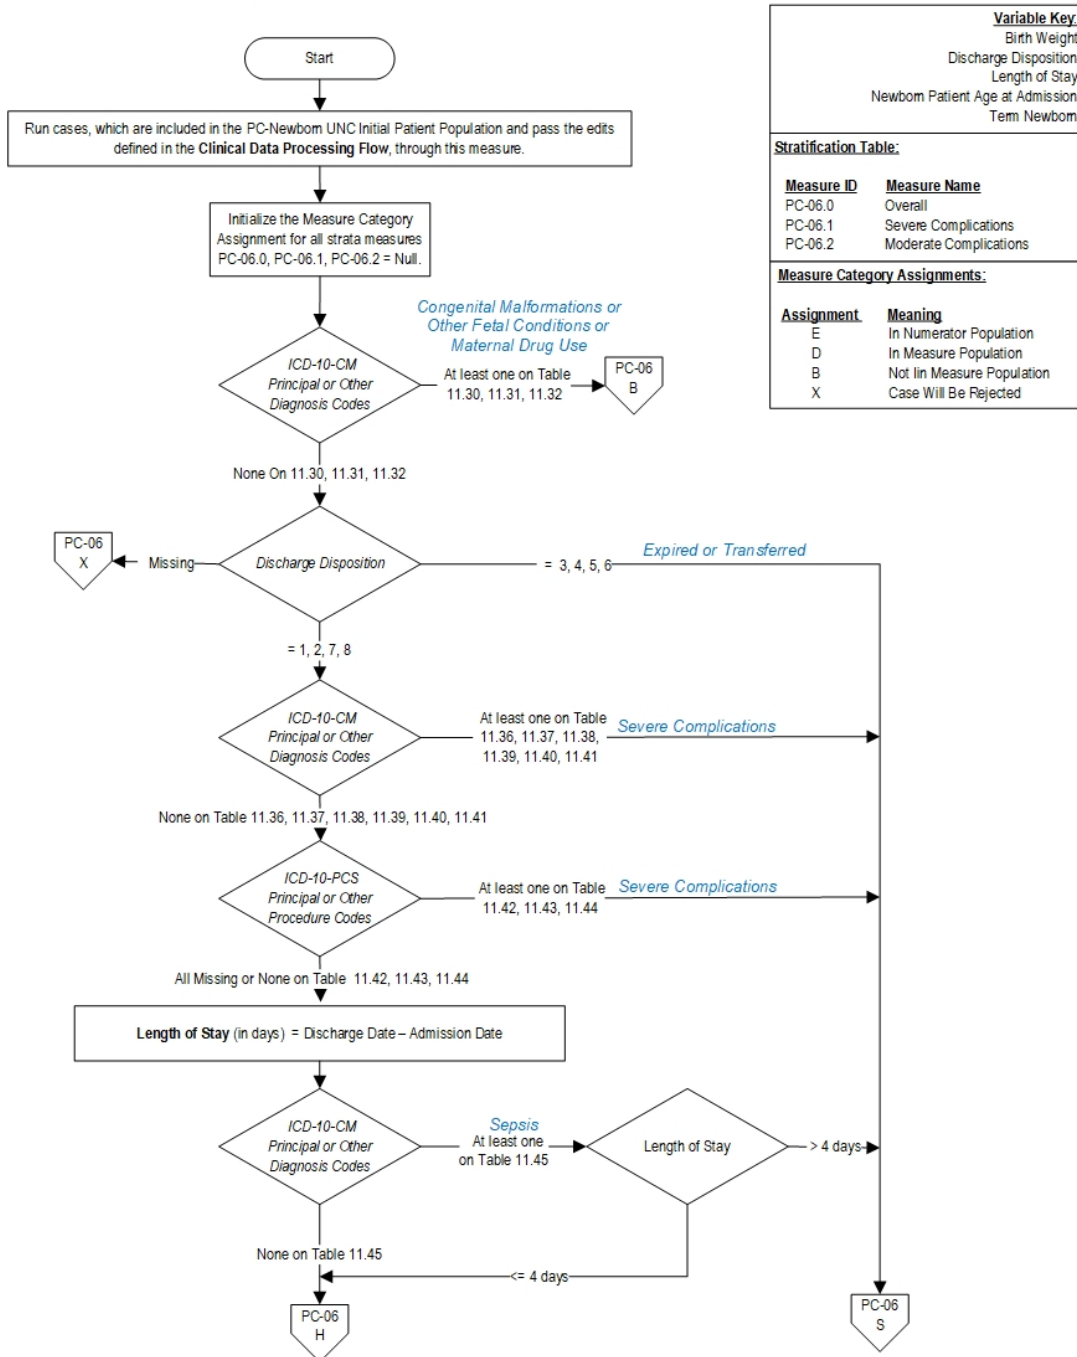 Start
Run cases, which are included in the PC-Newborn UNC Initial Patient Population and pass the edits
defined in the Clinical Data Processing Flow, through this measure.
Initialize the Measure Category
Assignment for all strata measures
PC-06.0, PC-06.1, PC-06.2 = Null.
Variable Key:
Birth Weight
Discharge Disposition
Length of Stay
Newborn Patient Age at Admission
Term Newborn
Stratification Table:
Measure ID Measure Name
PC-06.0 Overall
PC-06.1 Severe Complications
PC-06.2 Moderate Complications
Measure Category Assignments:
Assignment Meaning
E In Numerator Population
D In Measure Population
B Not Iin Measure Population
X Case Will Be Rejected
Congenital Malformations or
Other Fetal Conditions or
Maternal Drug Use
ICD-10-CM
Principal or Other
Diagnosis Codes
At least one on Table
11.30, 11.31, 11.32
PC-06
B
None On 11.30, 11.31, 11.32
PC-06
X
Missing
Discharge Disposition
Expired or Transferred
= 3, 4, 5, 6
= 1, 2, 7, 8
ICD-10-CM
Principal or Other
Diagnosis Codes
At least one on Table
11.36, 11.37, 11.38,
11.39, 11.40, 11.41
Severe Complications
None on Table 11.36, 11.37, 11.38, 11.39, 11.40, 11.41
ICD-10-PCS
Principal or Other
Procedure Codes
At least one on Table
11.42, 11.43, 11.44
Severe Complications
All Missing or None on Table 11.42, 11.43, 11.44
Length of Stay (in days) = Discharge Date – Admission Date
ICD-10-CM
Principal or Other
Diagnosis Codes
Sepsis
At least one
on Table 11.45
Length of Stay
> 4 days
None on Table 11.45
<= 4 days
PC-06
H
PC-06
S